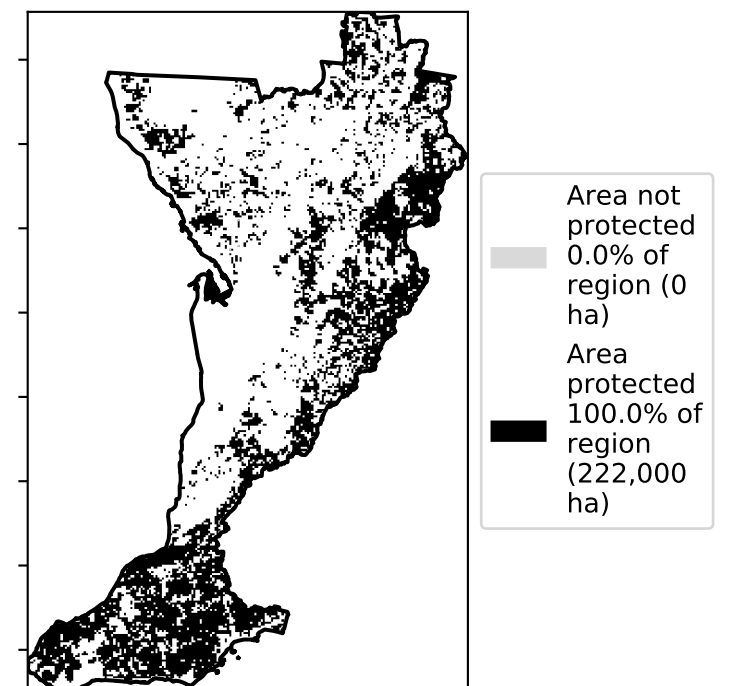 Area not
protected
0.0% of
region (0
ha)
Area
protected
100.0% of
region
(222,000
ha)